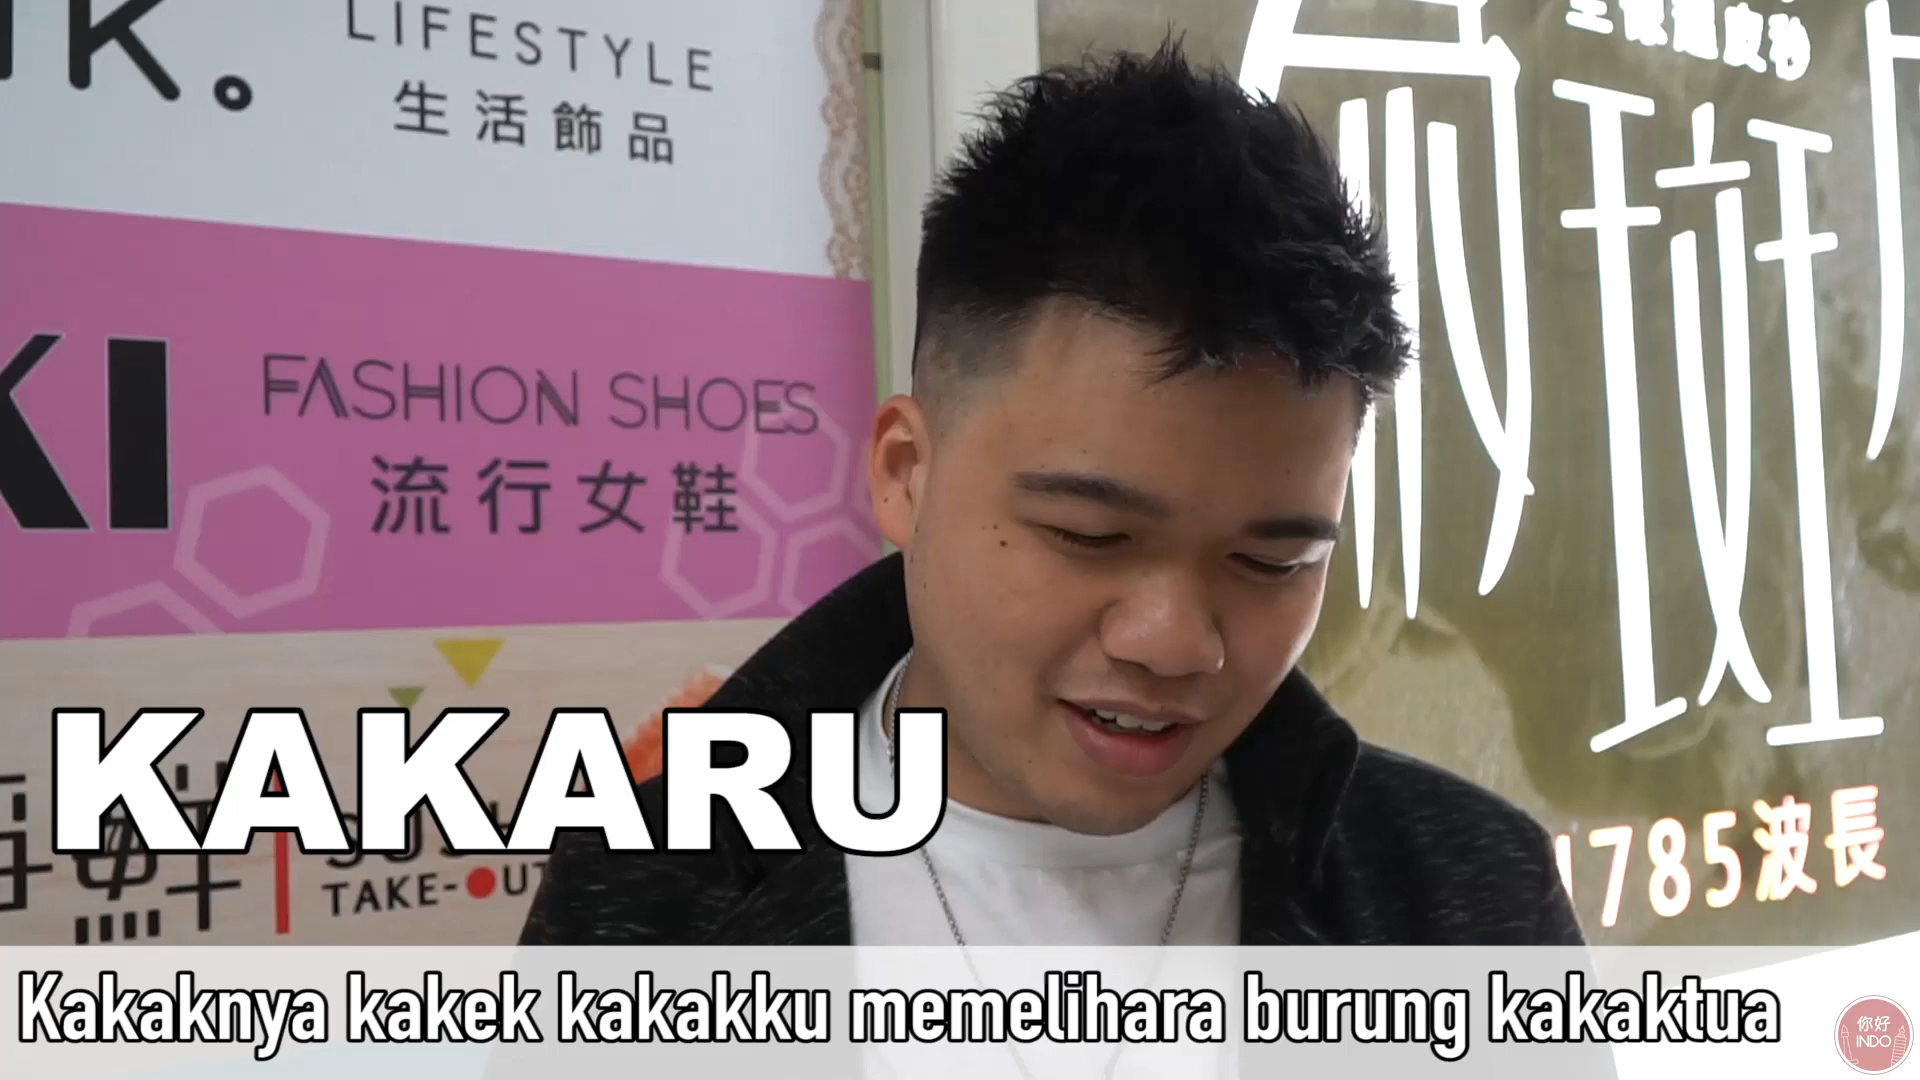 K.
LIFESTYLE
生活飾品
KI
FASHION SHOES
流行女鞋
KAKARU
TAKE-OUT
1785波長
Kakaknya kakek kakakku memelihara burung kakaktua
你好
INDO